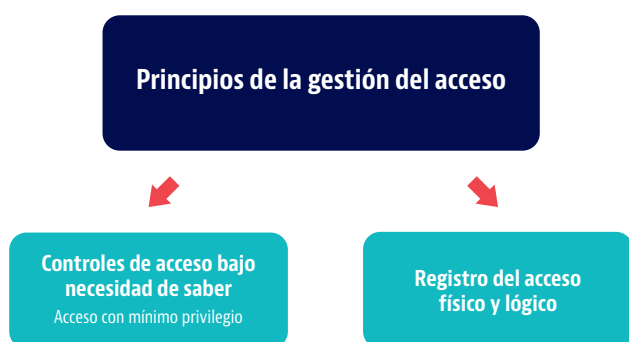 Principios de la gestión del acceso
Controles de acceso bajo
necesidad de saber
Acceso con mínimo privilegio
Registro del acceso
físico y lógico